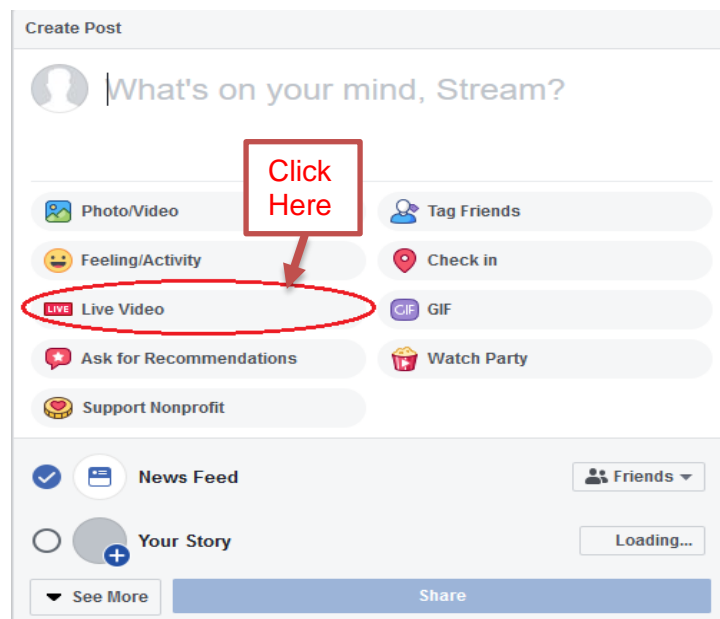 Create Post
What's on your mind, Stream?
Click
Here
Photo/Video
Tag Friends
Feeling/Activity
Check in
LIVE Live Video
GIF GIF
Ask for Recommendations
Watch Party
Support Nonprofit
News Feed
Friends
Your Story
Loading...
See More
Share